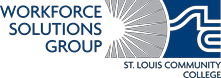 WORKFORCE
SOLUTIONS
GROUP
ST. LOUIS COMMUNITY
COLLEGE